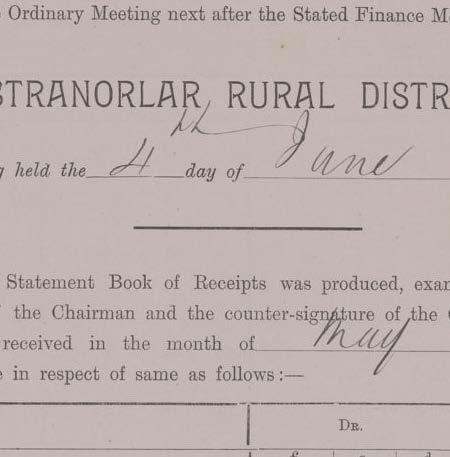 Ordinary Meeting next after the Stated Finance M
STRANORLAR RURAL DISTR
held the 4th day of June
Statement Book of Receipts was produced, exa
the Chairman and the counter-signature of the
received in the month of May
in respect of same as follows:—
DR.